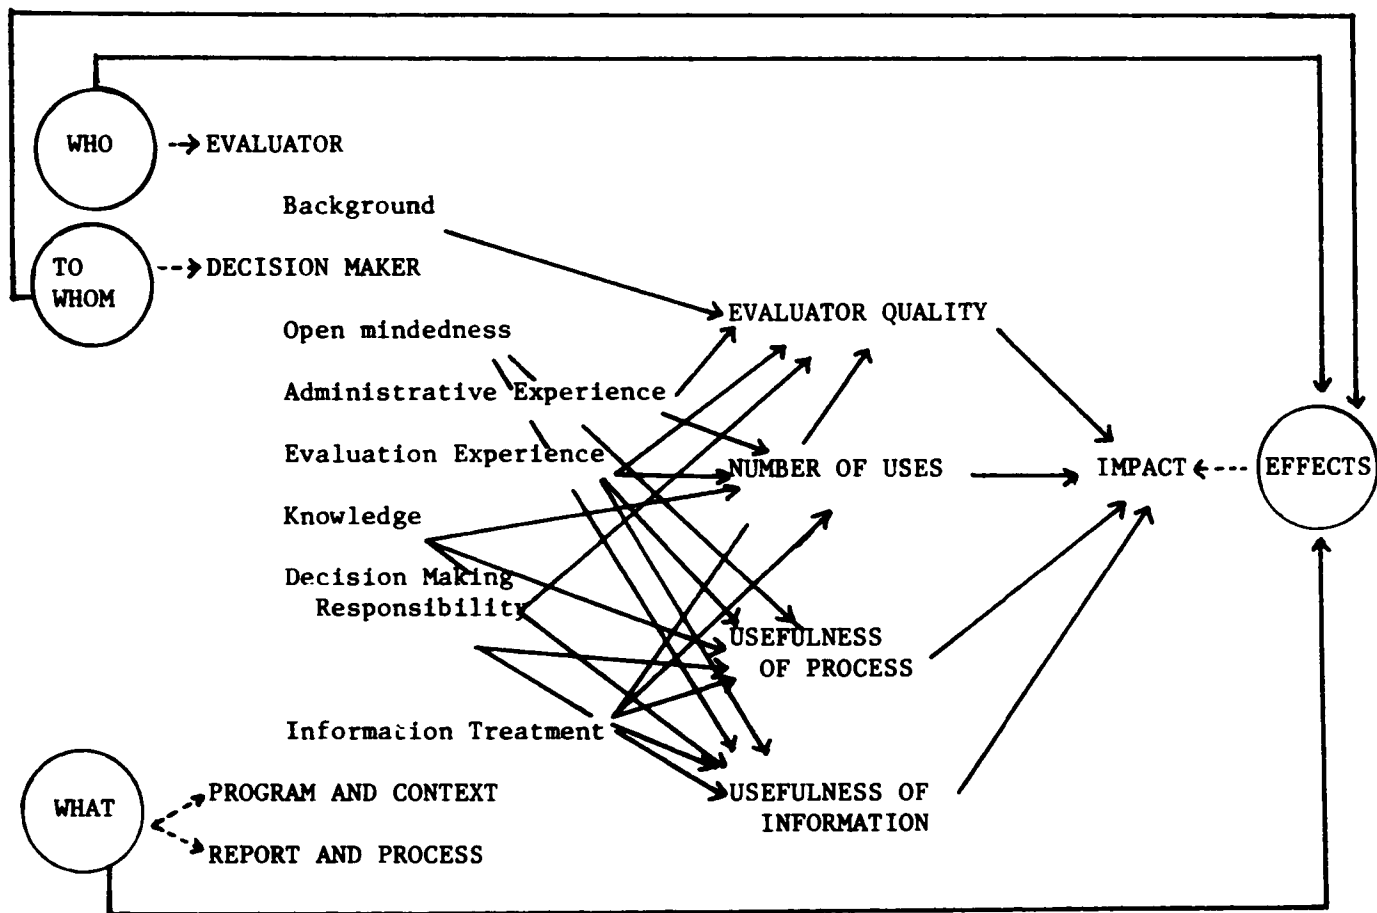 WHO
EVALUATOR
Background
TO
WHOM
DECISION MAKER
Open mindedness
Administrative Experience
Evaluation Experience
Knowledge
Decision Making
Responsibility
Information Treatment
WHAT
PROGRAM AND CONTEXT
REPORT AND PROCESS
EVALUATOR QUALITY
NUMBER OF USES
USEFULNESS
OF PROCESS
USEFULNESS OF
INFORMATION
IMPACT
EFFECTS